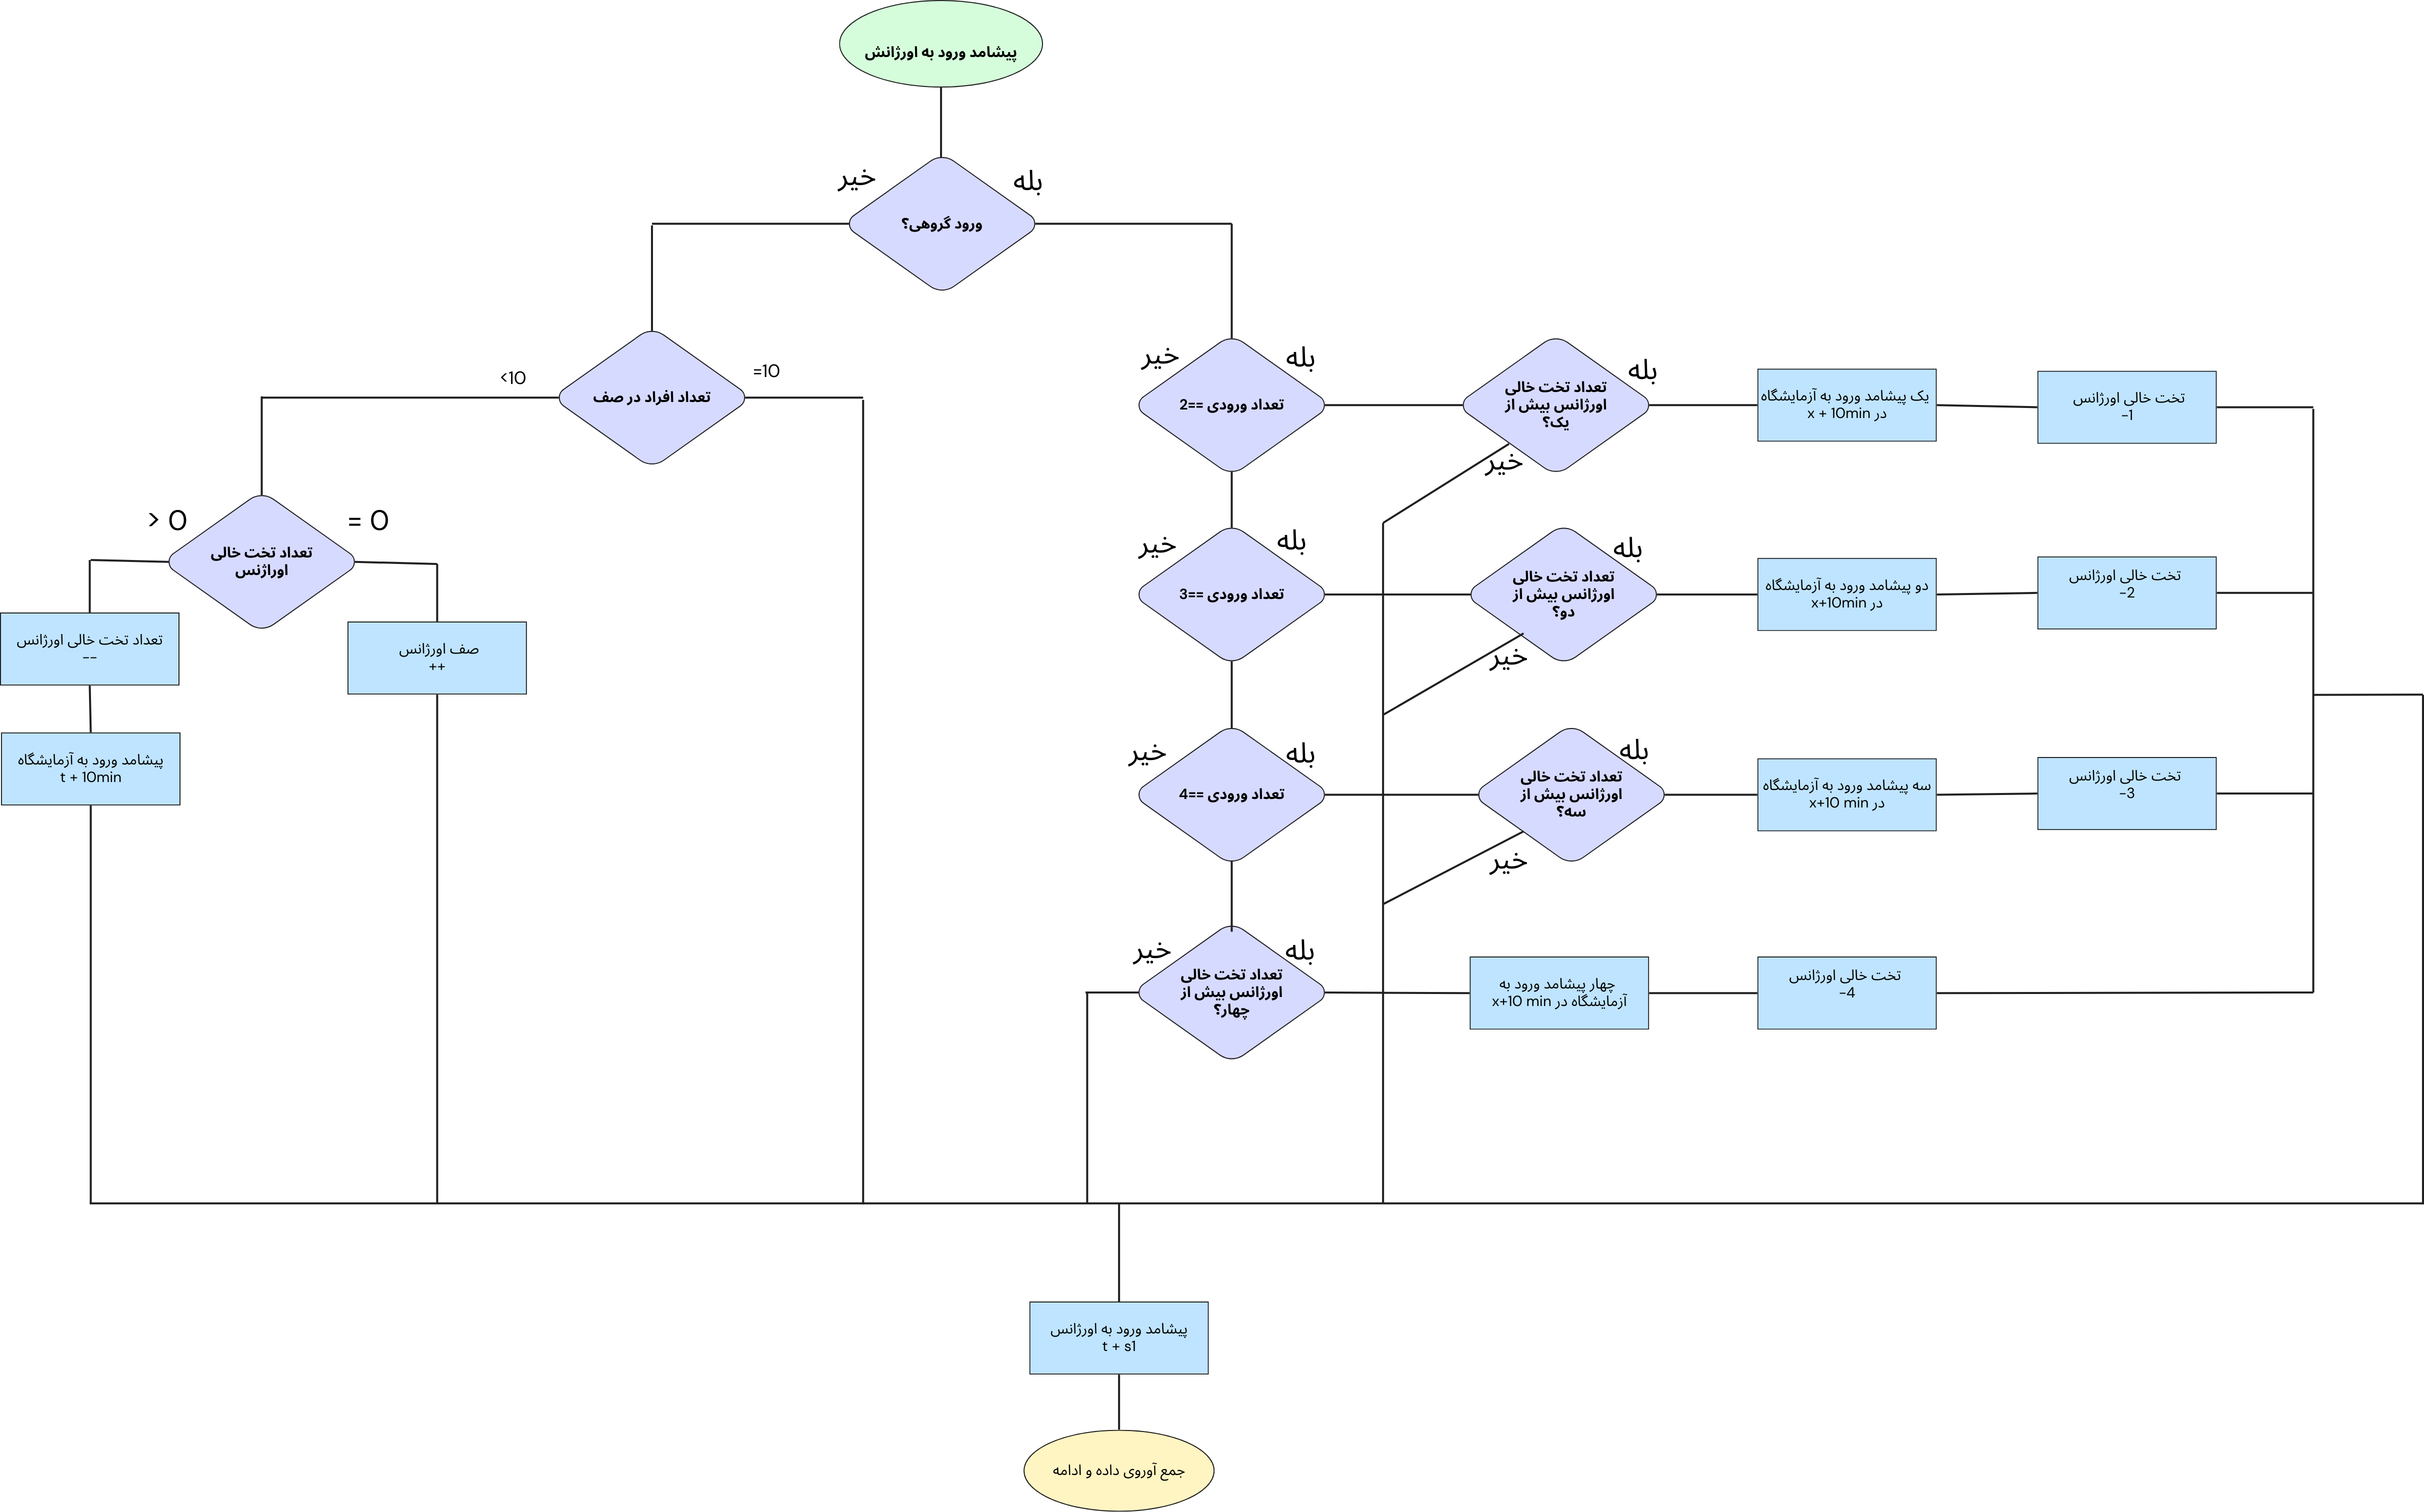 پیشامد ورود به اورژانش
خیر
بله
ورود گروهی؟
<10
=10
تعداد افراد در صف
> 0
= 0
تعداد تخت خالی
اوراژنس
تعداد تخت خالی اورژانس
--
صف اورژانس
++
پیشامد ورود به آزمایشگاه
t + 10min
خیر
بله
تعداد ورودی ==2
تعداد تخت خالی
اورژانس بیش از
یک؟
بله
خیر
یک پیشامد ورود به آزمایشگاه
در x + 10min
تخت خالی اورژانس
-1
خیر
بله
تعداد ورودی ==3
تعداد تخت خالی
اورژانس بیش از
دو؟
بله
خیر
دو پیشامد ورود به آزمایشگاه
در x+10min
تخت خالی اورژانس
-2
خیر
بله
تعداد ورودی ==4
تعداد تخت خالی
اورژانس بیش از
سه؟
بله
خیر
سه پیشامد ورود به آزمایشگاه
در x+10 min
تخت خالی اورژانس
-3
خیر
بله
تعداد تخت خالی
اورژانس بیش از
چهار؟
چهار پیشامد ورود به
آزمایشگاه در x+10 min
تخت خالی اورژانس
-4
پیشامد ورود به اورژانس
t + s1
جمع آوروی داده و ادامه